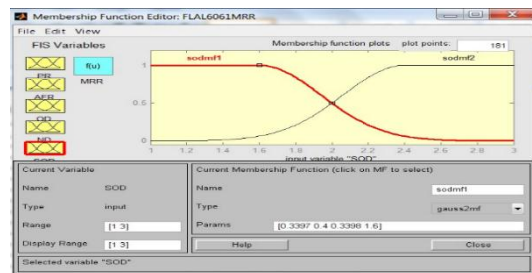 Membership Function Editor: FLAL6061MRR
File Edit View
FIS Variables
Membership function plots plot points: 181
PR
f(u)
MRR
AFR
OD
ND
SOD
sodmf1
sodmf2
1
0.5
0
1 1.2 1.4 1.6 1.8 2 2.2 2.4 2.6 2.8 3
input variable "SOD"
Current Variable
Name SOD
Type input
Range [1 3]
Display Range [1 3]
Current Membership Function (click on MF to select)
Name sodmf1
Type gauss2mf
Params [0.3397 0.4 0.3398 1.6]
Help Close
Selected variable "SOD"